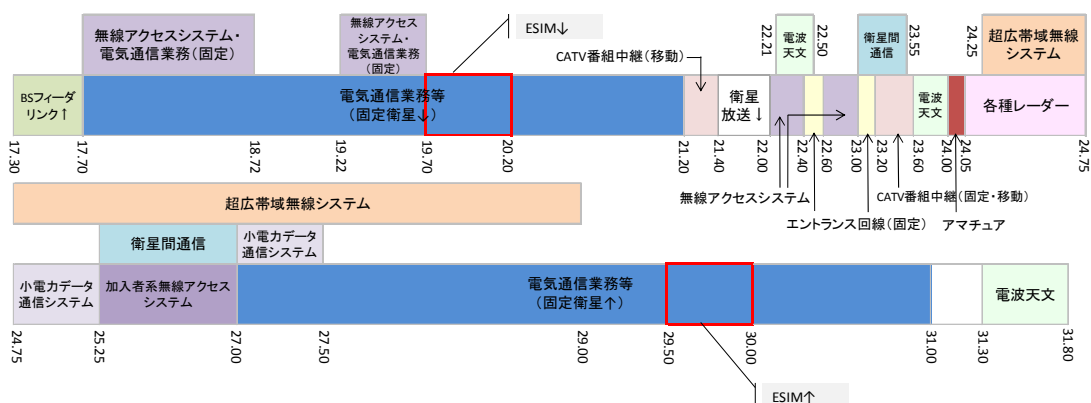 ESIM↓
無線アクセスシステム・
電気通信業務(固定)
無線アクセス
システム・
電気通信業務
(固定)
CATV番組中継(移動)
22.21
電波
天文
22.50
衛星間
通信
23.55
24.25
超広帯域無線
システム
BSフィーダ
リンク↑
電気通信業務等
(固定衛星↓)
衛星
放送↓
電波
天文
各種レーダー
17.30
17.70
18.72
19.22
19.70
20.20
21.20
21.40
22.00
22.40
22.60
23.00
23.20
23.60
24.00
24.05
24.75
無線アクセスシステム
CATV番組中継(固定・移動)
エントランス回線(固定)
アマチュア
超広帯域無線システム
衛星間通信
小電力データ
通信システム
小電力データ
通信システム
加入者系無線アクセス
システム
電気通信業務等
(固定衛星↑)
電波天文
24.75
25.25
27.00
27.50
29.00
29.50
30.00
31.00
31.30
31.80
ESIM↑